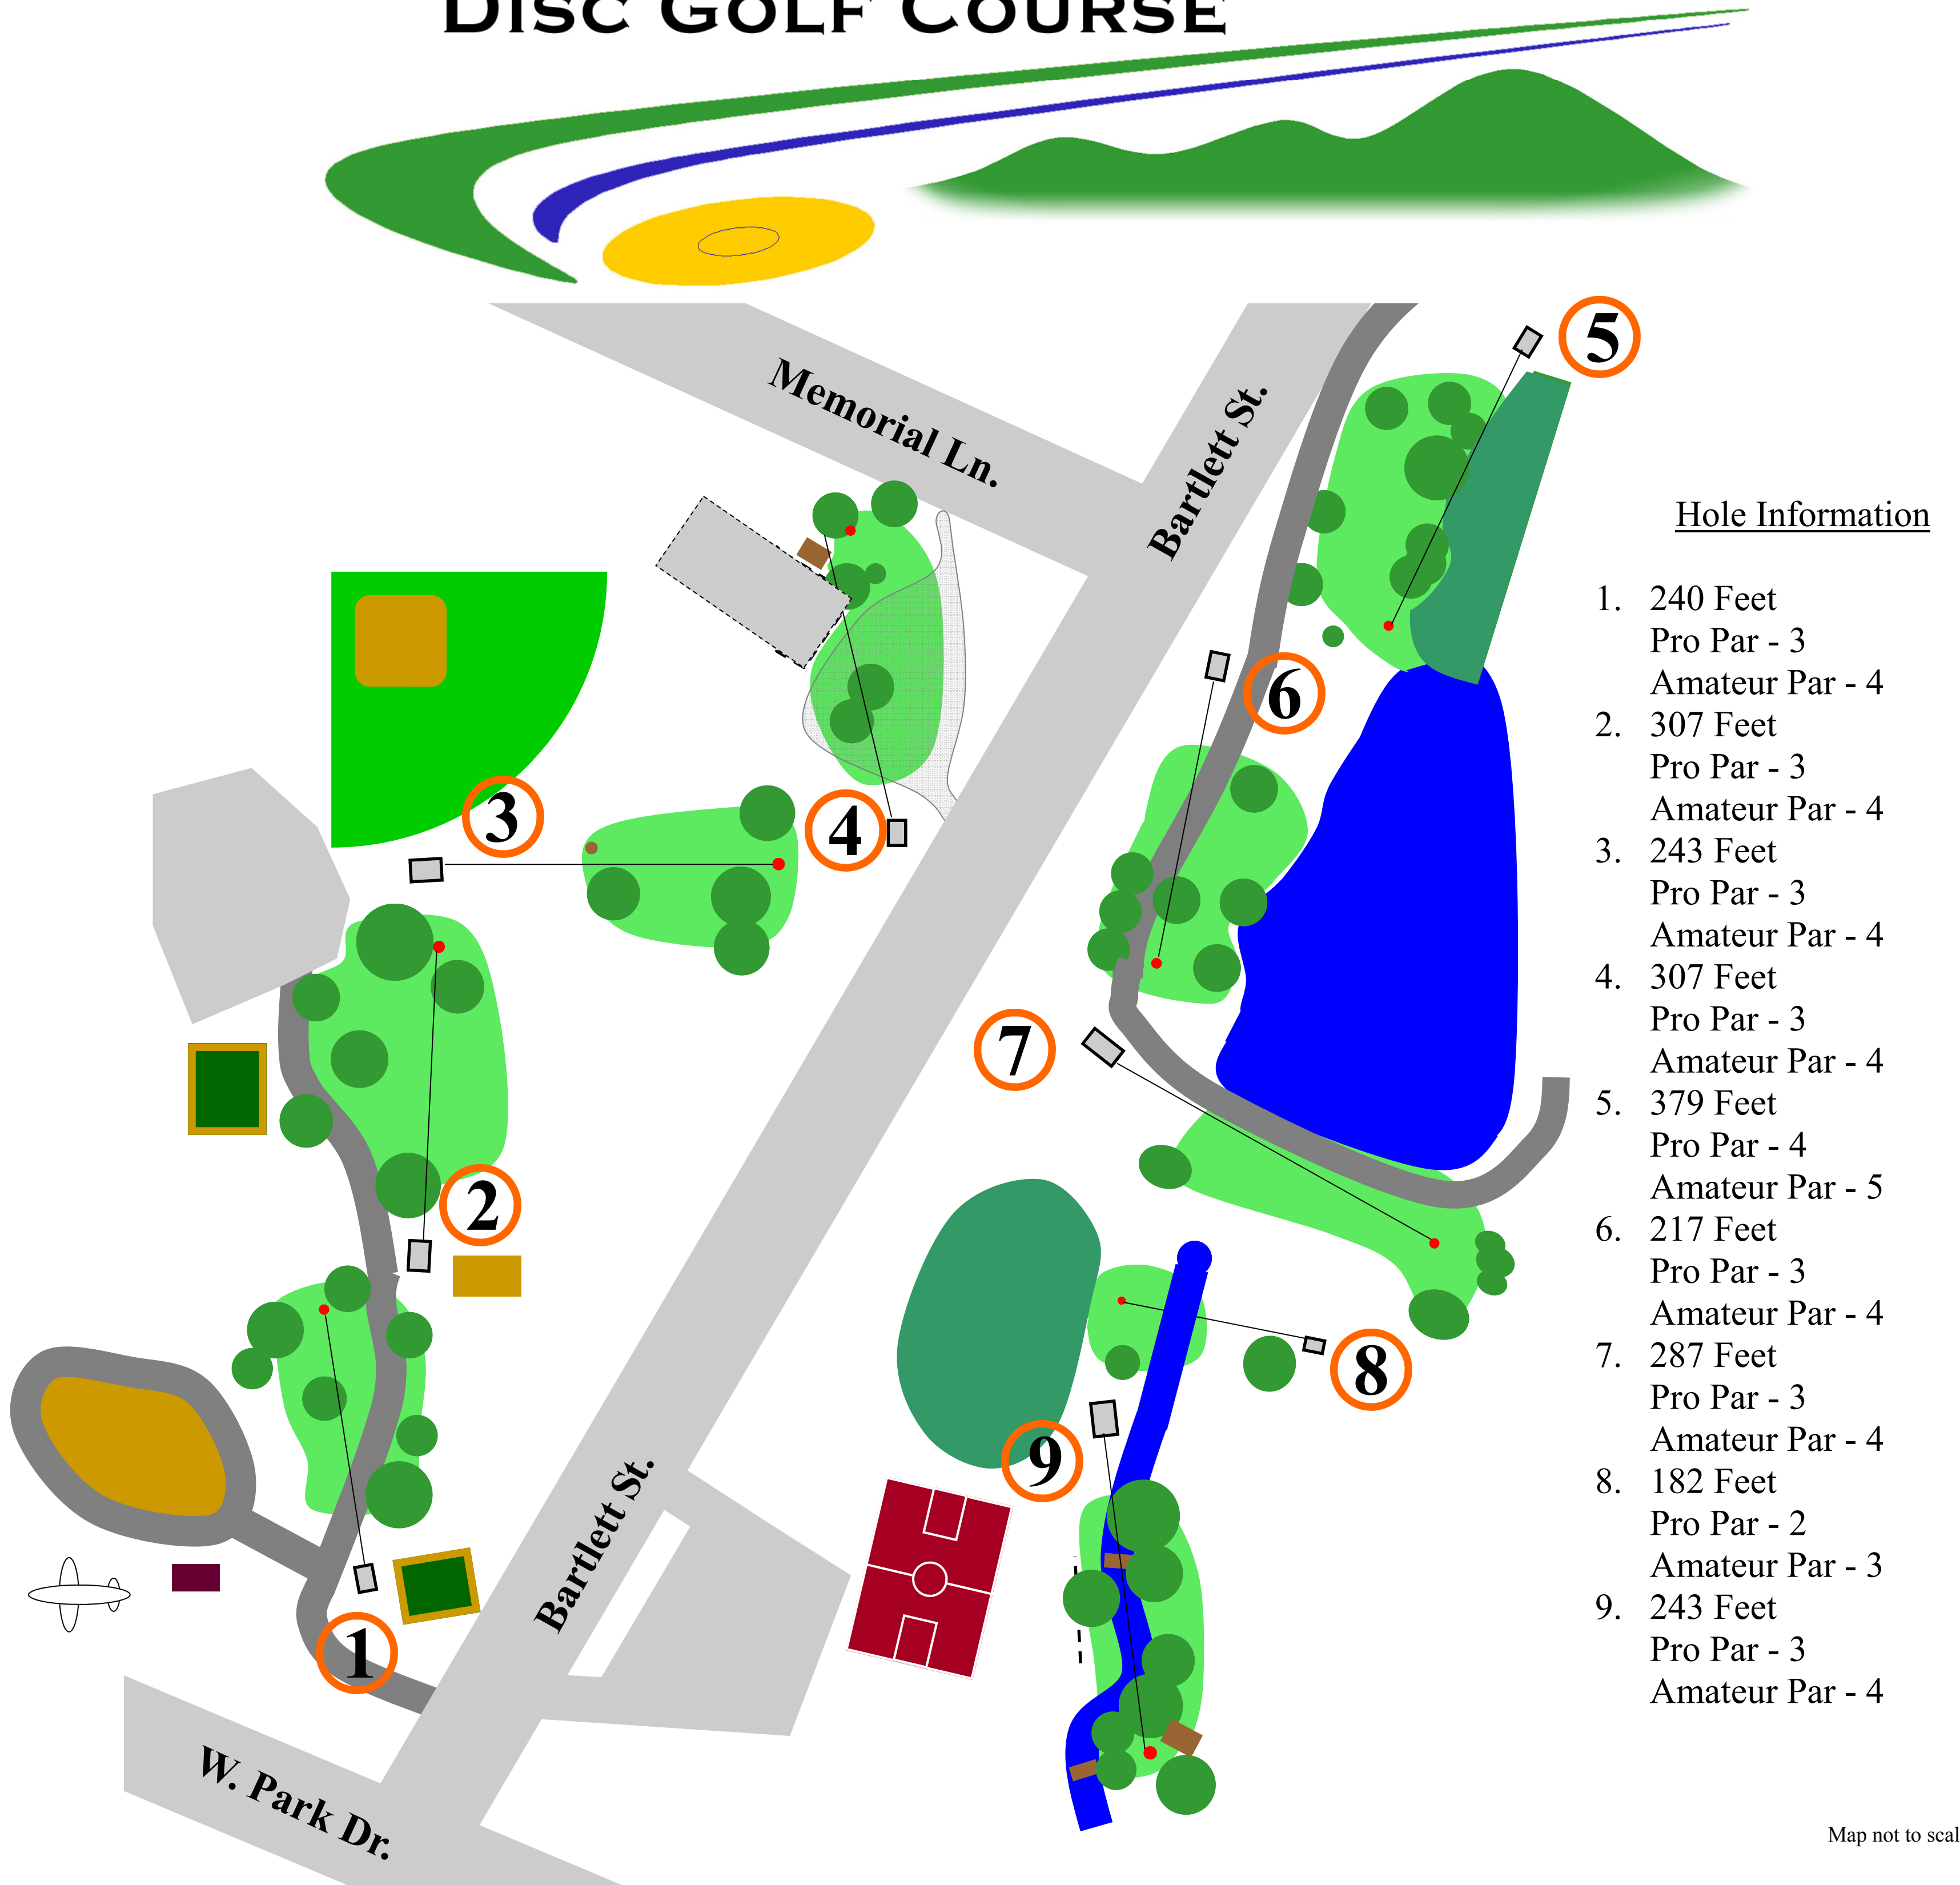 DISC GOLF COURSE
Memorial Ln.
Bartlett St.
5
6
3
4
7
2
8
9
Bartlett St.
1
W. Park Dr.
Hole Information
1. 240 Feet
Pro Par - 3
Amateur Par - 4
2. 307 Feet
Pro Par - 3
Amateur Par - 4
3. 243 Feet
Pro Par - 3
Amateur Par - 4
4. 307 Feet
Pro Par - 3
Amateur Par - 4
5. 379 Feet
Pro Par - 4
Amateur Par - 5
6. 217 Feet
Pro Par - 3
Amateur Par - 4
7. 287 Feet
Pro Par - 3
Amateur Par - 4
8. 182 Feet
Pro Par - 2
Amateur Par - 3
9. 243 Feet
Pro Par - 3
Amateur Par - 4
Map not to scal